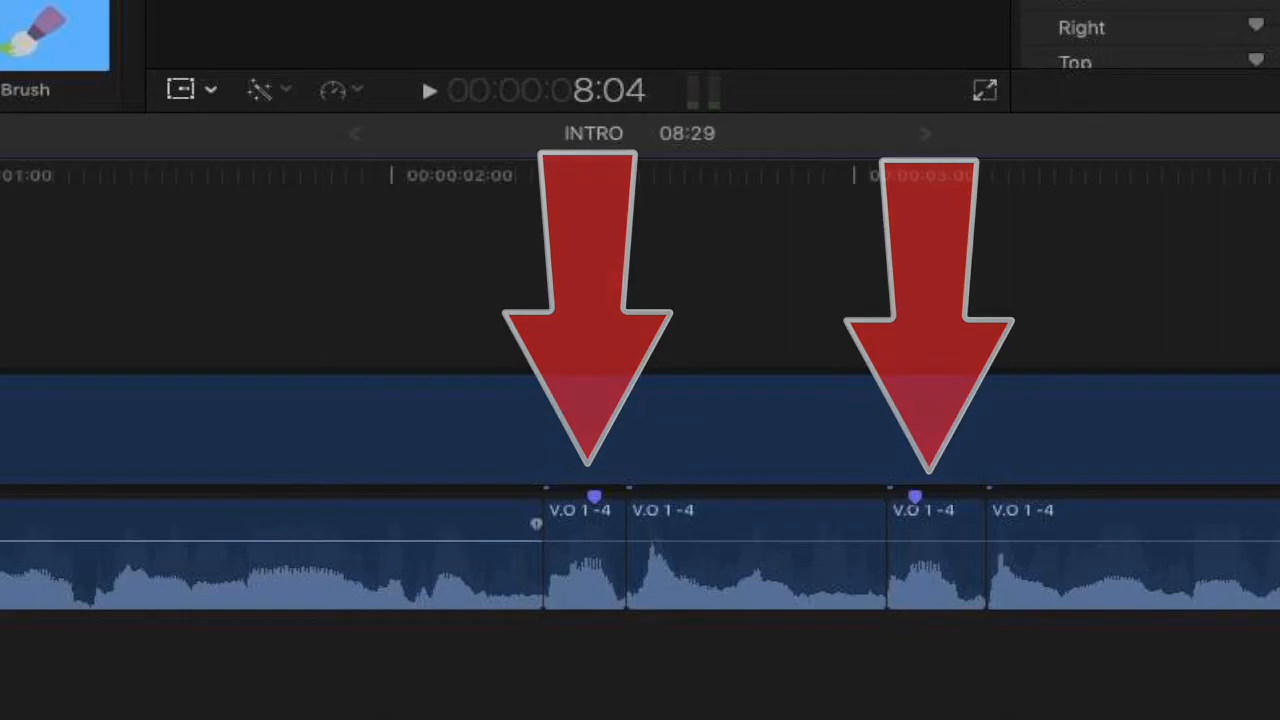 Right
Top
Brush
00:00:08:04
INTRO 08:29
01:00
00:00:02:00
00:00:03:00
V.O 1 -4
V.O 1 -4
V.O 1 -4
V.O 1 -4